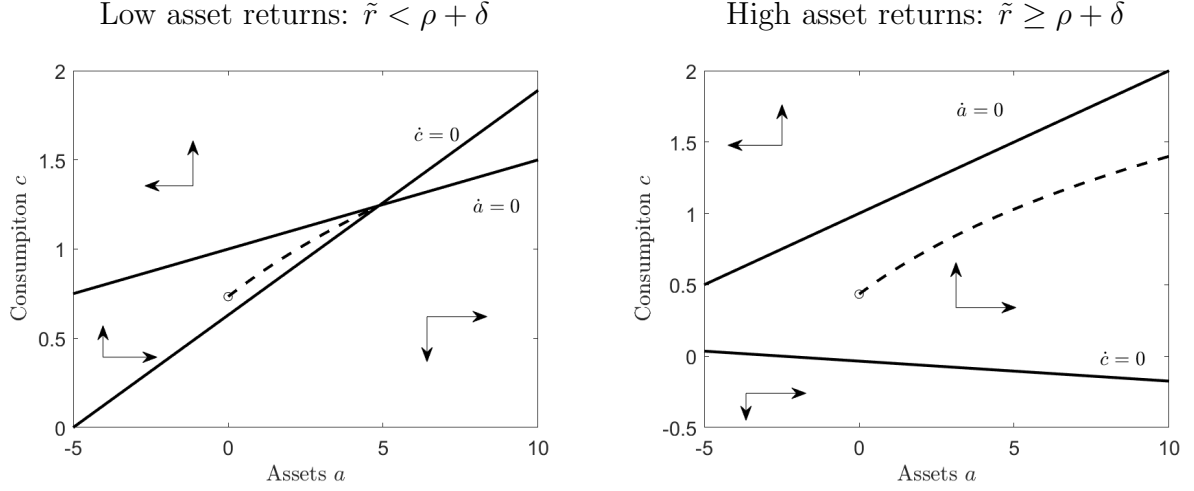 Low asset returns: r̃ < ρ + δ
2
1.5
1
0.5
0
-5
0
5
10
Consumpiton c
Assets a
ċ = 0
ȧ = 0
High asset returns: r̃ ≥ ρ + δ
2
1.5
1
0.5
0
-0.5
-5
0
5
10
Consumpiton c
Assets a
ȧ = 0
ċ = 0